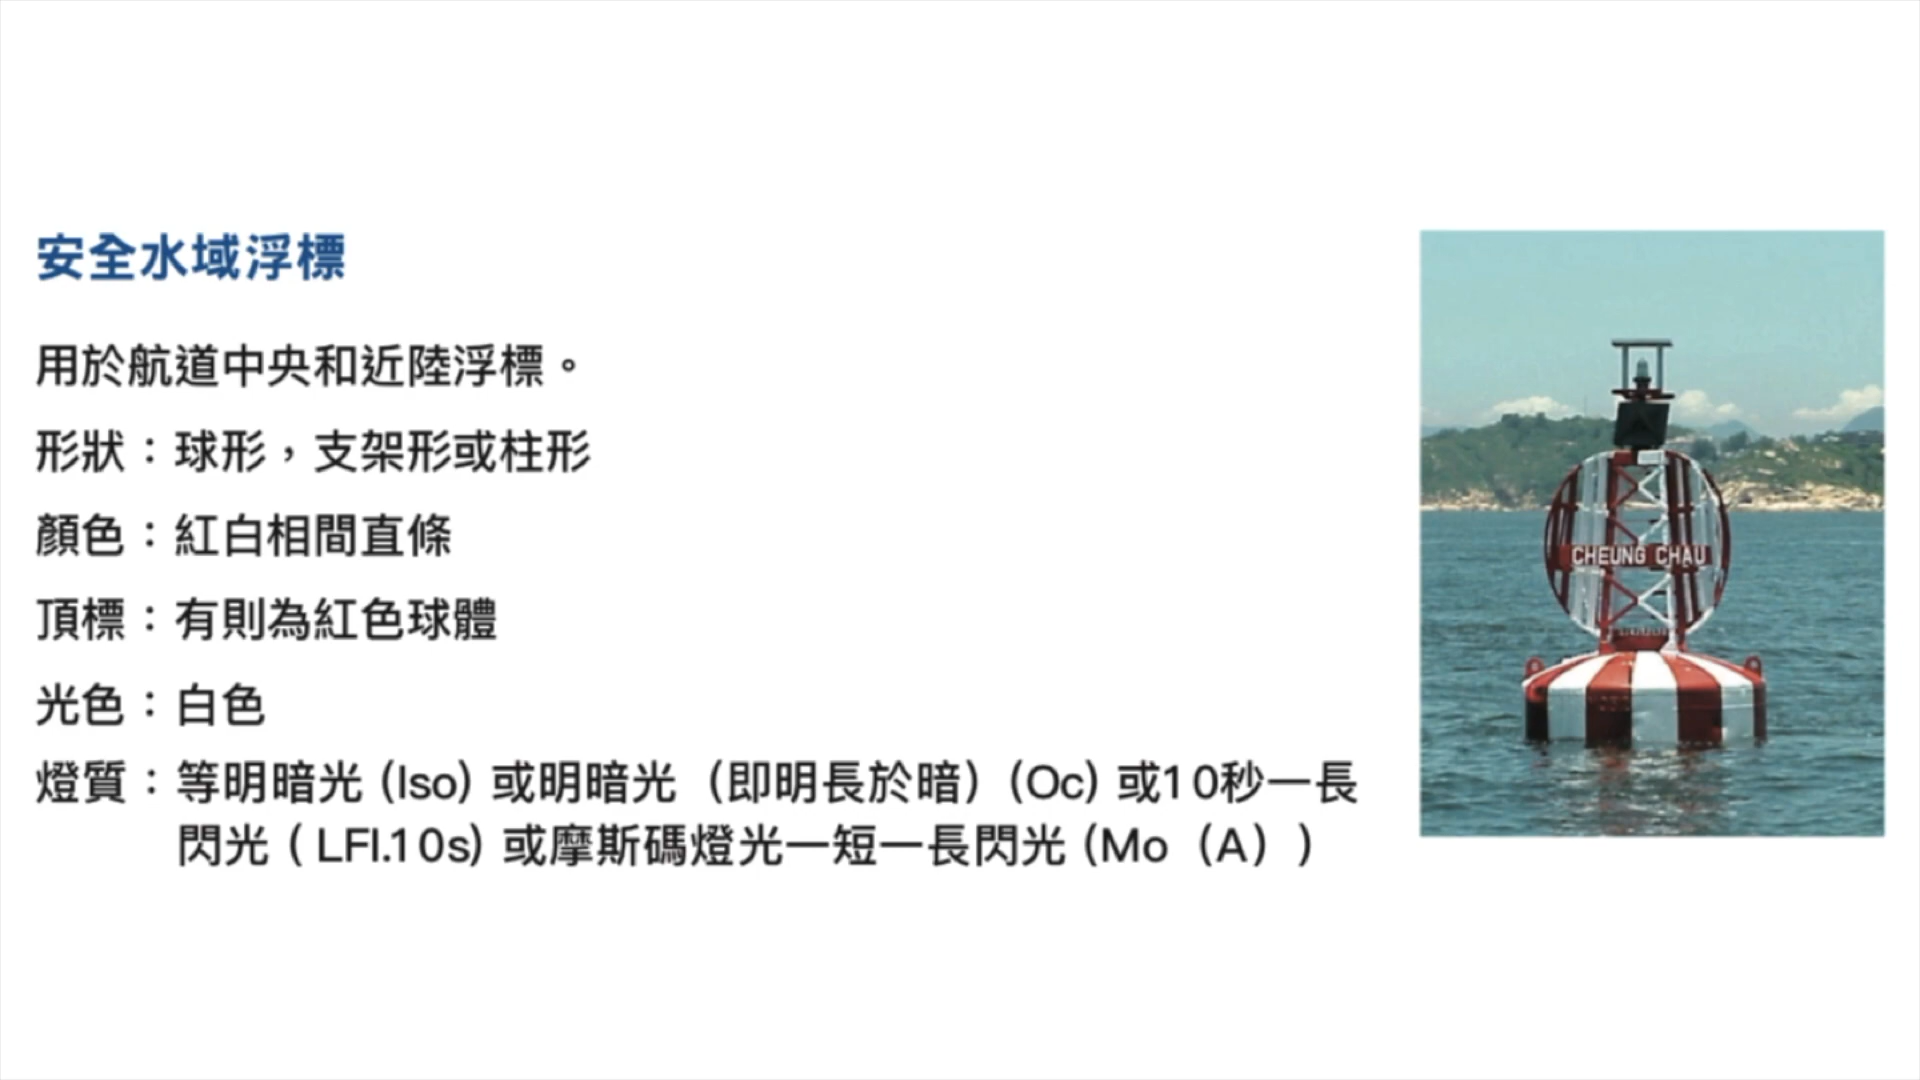 安全水域浮標
用於航道中央和近陸浮標。
形狀：球形，支架形或柱形
顏色：紅白相間直條
頂標：有則為紅色球體
光色：白色
燈質：等明暗光 (Iso) 或明暗光（即明長於暗）(Oc) 或10秒一長
閃光 ( LFl.10s) 或摩斯碼燈光一短一長閃光 (Mo（A）)
CHEUNG CHAU